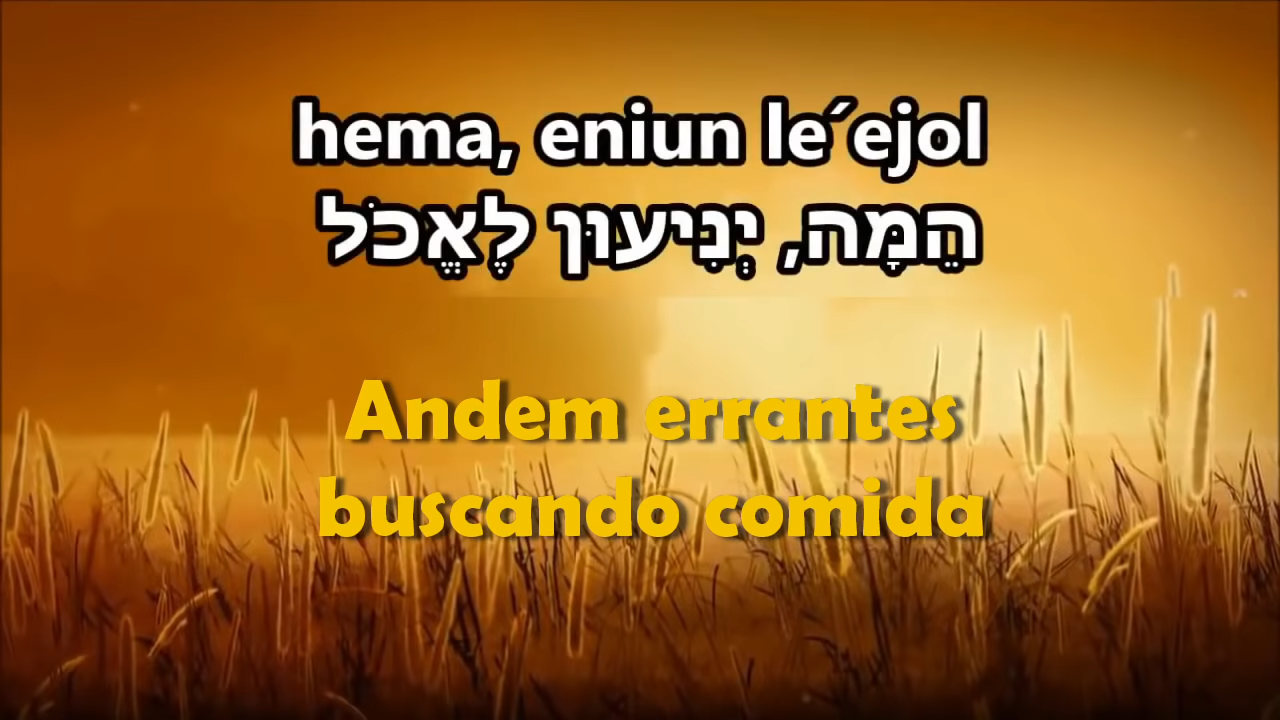 hema, eniun le´ejol
הֵמָּה, יְנִיעוּן לֶאֱכֹל
Andem errantes
buscando comida